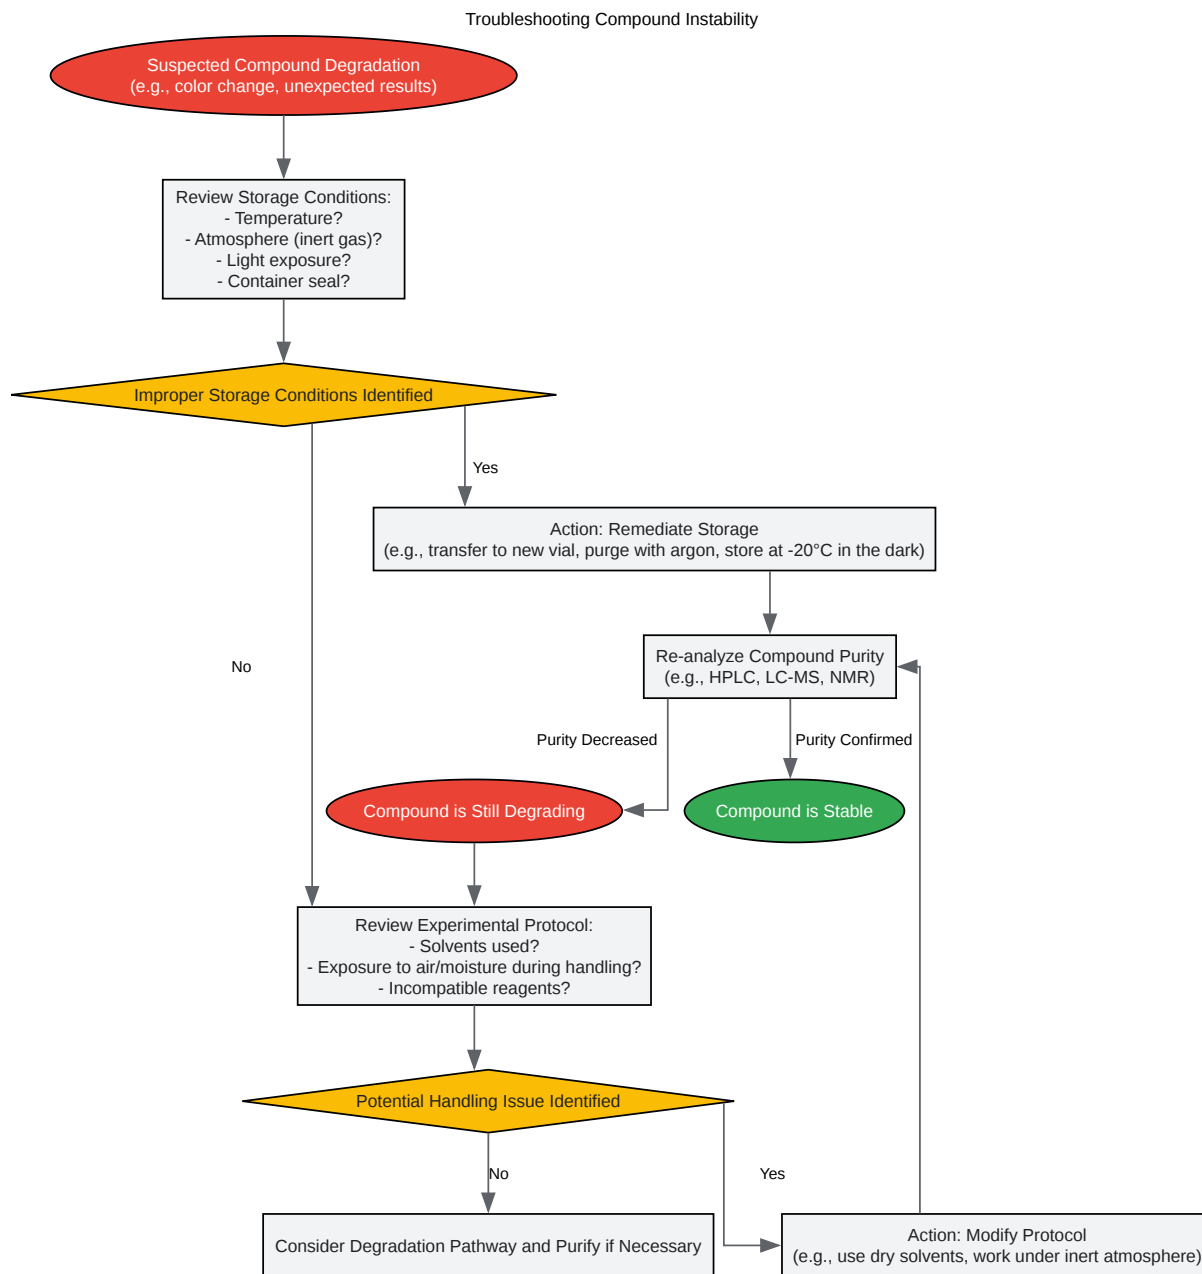 Troubleshooting Compound Instability
Suspected Compound Degradation
(e.g., color change, unexpected results)
Review Storage Conditions:
- Temperature?
- Atmosphere (inert gas)?
- Light exposure?
- Container seal?
Improper Storage Conditions Identified
Yes
Action: Remediate Storage
(e.g., transfer to new vial, purge with argon, store at -20°C in the dark)
No
Re-analyze Compound Purity
(e.g., HPLC, LC-MS, NMR)
Purity Decreased
Purity Confirmed
Compound is Still Degrading
Compound is Stable
Review Experimental Protocol:
- Solvents used?
- Exposure to air/moisture during handling?
- Incompatible reagents?
Potential Handling Issue Identified
No
Yes
Consider Degradation Pathway and Purify if Necessary
Action: Modify Protocol
(e.g., use dry solvents, work under inert atmosphere)